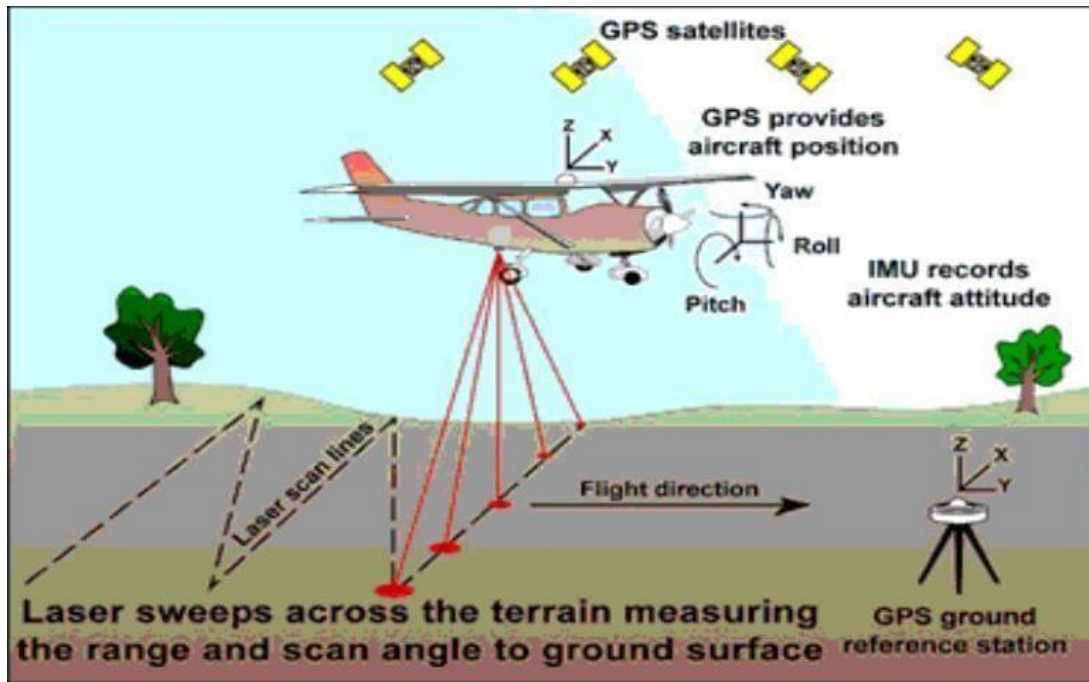 GPS satellites
GPS provides
aircraft position
Z
X
Y
Yaw
Roll
Pitch
IMU records
aircraft attitude
Laser scan lines
Flight direction
Z
X
Y
Laser sweeps across the terrain measuring
the range and scan angle to ground surface
GPS ground
reference station